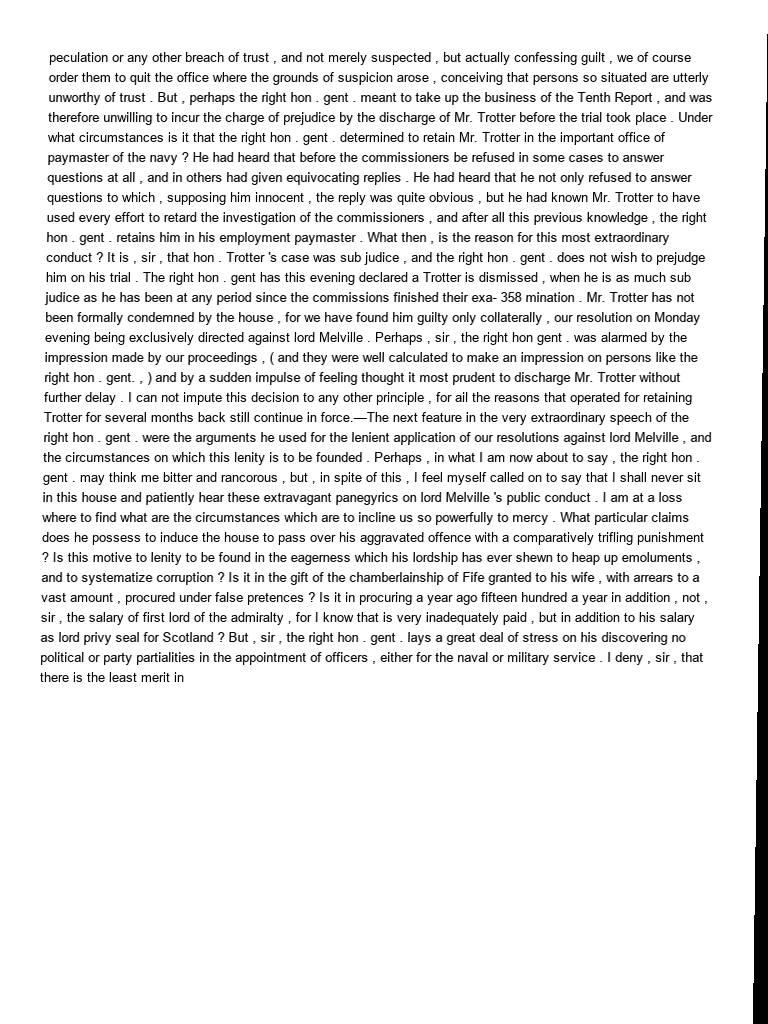 peculation or any other breach of trust , and not merely suspected , but actually confessing guilt , we of course
order them to quit the office where the grounds of suspicion arose , conceiving that persons so situated are utterly
unworthy of trust . But , perhaps the right hon . gent . meant to take up the business of the Tenth Report , and was
therefore unwilling to incur the charge of prejudice by the discharge of Mr. Trotter before the trial took place . Under
what circumstances is it that the right hon . gent . determined to retain Mr. Trotter in the important office of
paymaster of the navy ? He had heard that before the commissioners be refused in some cases to answer
questions at all , and in others had given equivocating replies . He had heard that he not only refused to answer
questions to which , supposing him innocent , the reply was quite obvious , but he had known Mr. Trotter to have
used every effort to retard the investigation of the commissioners , and after all this previous knowledge , the right
hon . gent . retains him in his employment paymaster . What then , is the reason for this most extraordinary
conduct ? It is , sir , that hon . Trotter 's case was sub judice , and the right hon . gent . does not wish to prejudge
him on his trial . The right hon . gent has this evening declared a Trotter is dismissed , when he is as much sub
judice as he has been at any period since the commissions finished their exa- 358 mination . Mr. Trotter has not
been formally condemned by the house , for we have found him guilty only collaterally , our resolution on Monday
evening being exclusively directed against lord Melville . Perhaps , sir , the right hon gent . was alarmed by the
impression made by our proceedings , ( and they were well calculated to make an impression on persons like the
right hon . gent. , ) and by a sudden impulse of feeling thought it most prudent to discharge Mr. Trotter without
further delay . I can not impute this decision to any other principle , for ail the reasons that operated for retaining
Trotter for several months back still continue in force.—The next feature in the very extraordinary speech of the
right hon . gent . were the arguments he used for the lenient application of our resolutions against lord Melville , and
the circumstances on which this lenity is to be founded . Perhaps , in what I am now about to say , the right hon .
gent . may think me bitter and rancorous , but , in spite of this , I feel myself called on to say that I shall never sit
in this house and patiently hear these extravagant panegyrics on lord Melville 's public conduct . I am at a loss
where to find what are the circumstances which are to incline us so powerfully to mercy . What particular claims
does he possess to induce the house to pass over his aggravated offence with a comparatively trifling punishment
? Is this motive to lenity to be found in the eagerness which his lordship has ever shewn to heap up emoluments ,
and to systematize corruption ? Is it in the gift of the chamberlainship of Fife granted to his wife , with arrears to a
vast amount , procured under false pretences ? Is it in procuring a year ago fifteen hundred a year in addition , not ,
sir , the salary of first lord of the admiralty , for I know that is very inadequately paid , but in addition to his salary
as lord privy seal for Scotland ? But , sir , the right hon . gent . lays a great deal of stress on his discovering no
political or party partialities in the appointment of officers , either for the naval or military service . I deny , sir , that
there is the least merit in